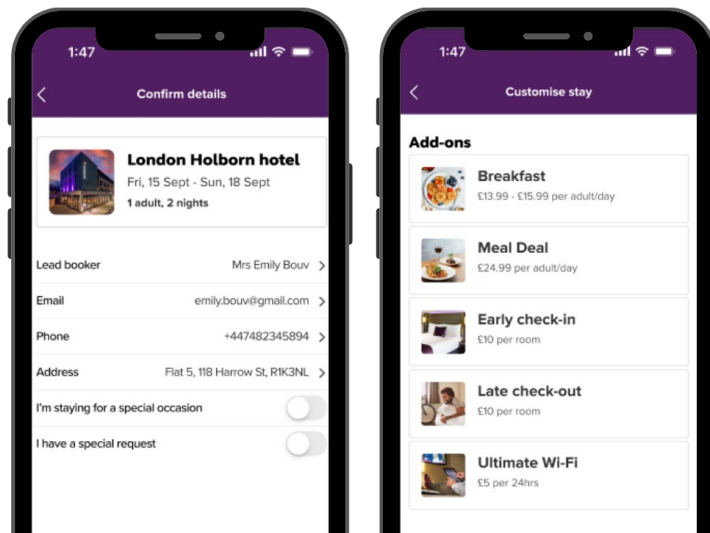 1:47
Confirm details
London Holborn hotel
Fri, 15 Sept - Sun, 18 Sept
1 adult, 2 nights
Lead booker Mrs Emily Bouv
Email emily.bouv@gmail.com
Phone +447482345894
Address Flat 5, 118 Harrow St, R1K3NL
I'm staying for a special occasion
I have a special request
1:47
Customise stay
Add-ons
Breakfast
£13.99 - £15.99 per adult/day
Meal Deal
£24.99 per adult/day
Early check-in
£10 per room
Late check-out
£10 per room
Ultimate Wi-Fi
£5 per 24hrs